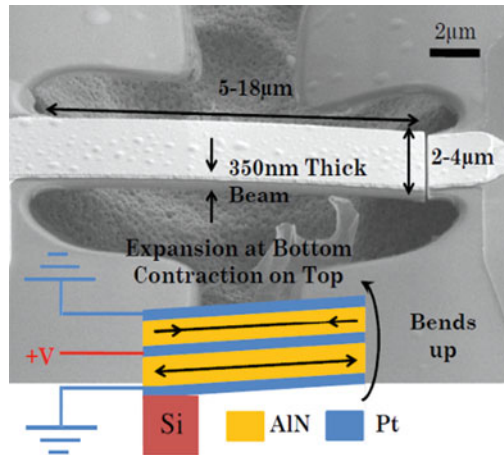 2μm
5-18μm
2-4μm
350nm Thick
Beam
Expansion at Bottom
Contraction on Top
Bends
up
+V
Si
AlN
Pt